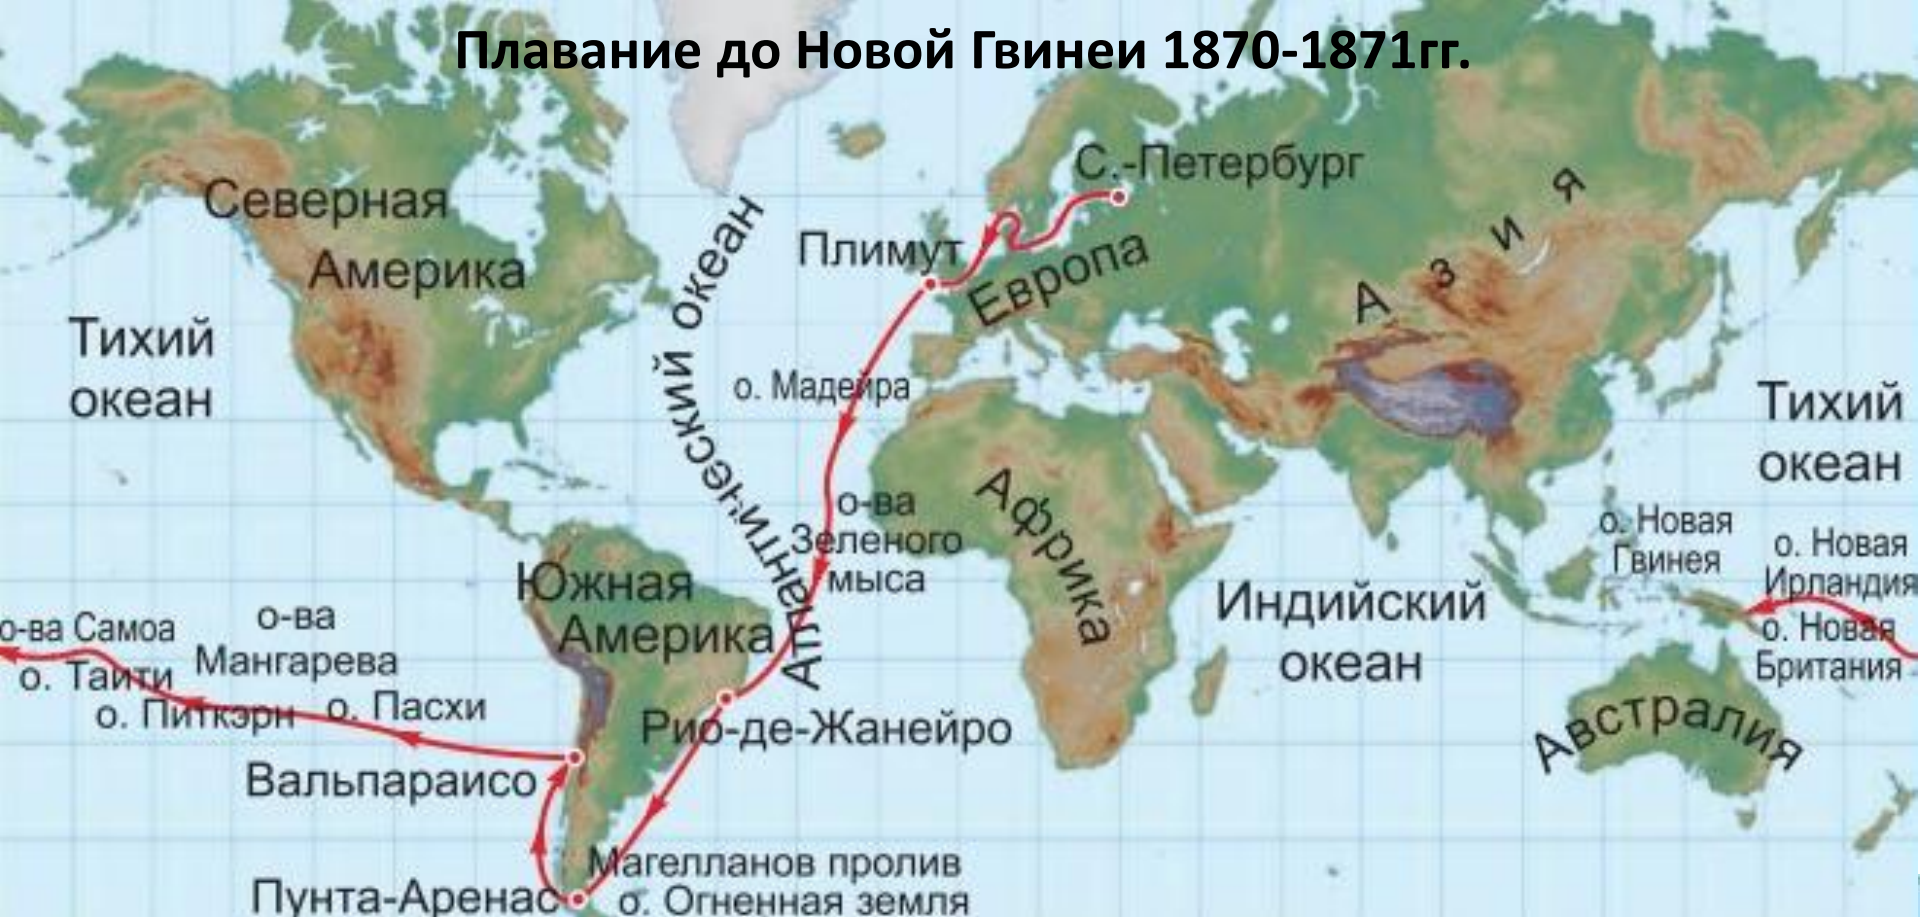 Плавание до Новой Гвинеи 1870-1871гг.
С.-Петербург
Северная
Америка
Плимут
Европа
Азия
Тихий
океан
Атлантический океан
о. Мадейра
Тихий
океан
Африка
о-ва
Зеленого
мыса
о. Новая
Гвинея
о. Новая
Ирландия
Южная
Америка
Индийский
океан
о. Новая
Британия
о-ва Самоа
о-ва
Мангарева
о. Таити
о. Питкэрн
о. Пасхи
Рио-де-Жанейро
Австралия
Вальпараисо
Магелланов пролив
Пунта-Аренас
о. Огненная земля